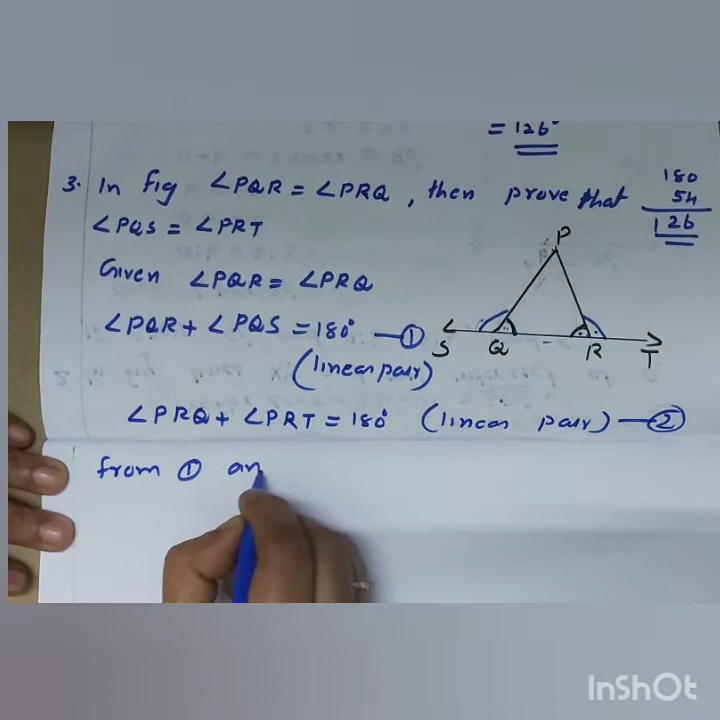 = 126°
3. In fig ∠PQR = ∠PRQ, then prove that
180
54
126
∠PQS = ∠PRT
P
Given ∠PQR = ∠PRQ
∠PQR + ∠PQS = 180° — ①
S Q R T
(linear pair)
∠PRQ + ∠PRT = 180° (linear pair) — ②
from ① an
InShOt